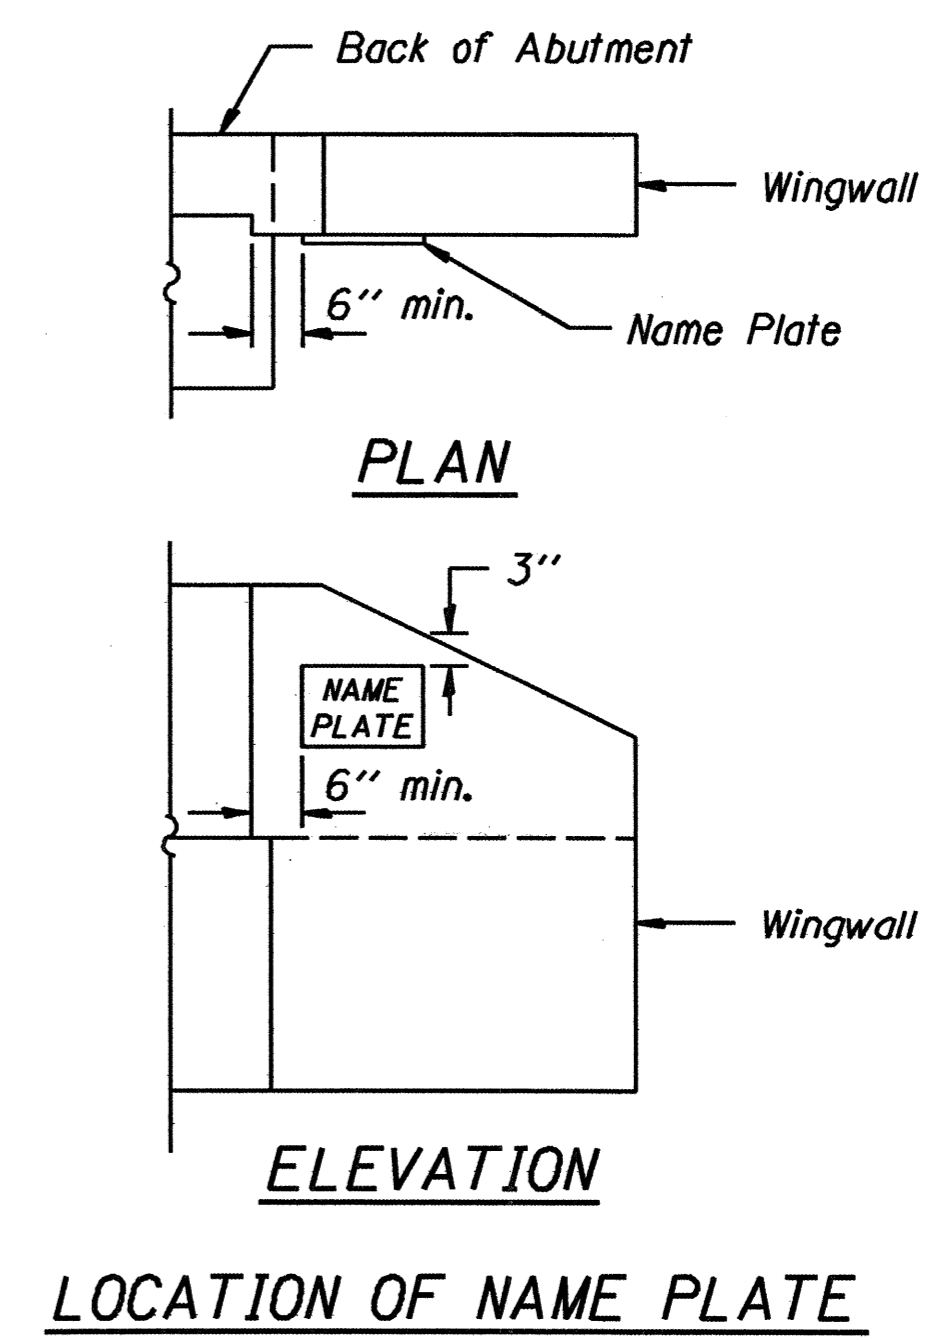 Back of Abutment
Wingwall
6" min.
Name Plate
PLAN
3"
NAME
PLATE
6" min.
Wingwall
ELEVATION
LOCATION OF NAME PLATE